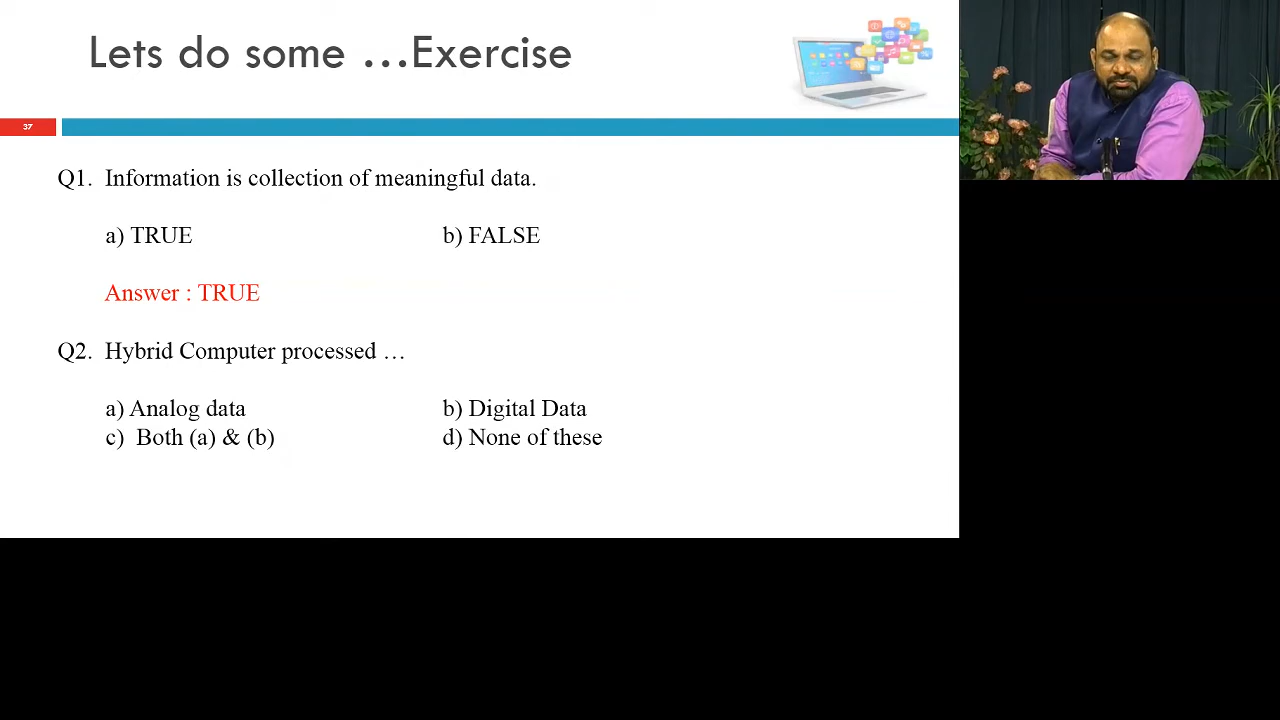 Lets do some …Exercise
37
Q1. Information is collection of meaningful data.
a) TRUE b) FALSE
Answer : TRUE
Q2. Hybrid Computer processed …
a) Analog data b) Digital Data
c) Both (a) & (b) d) None of these